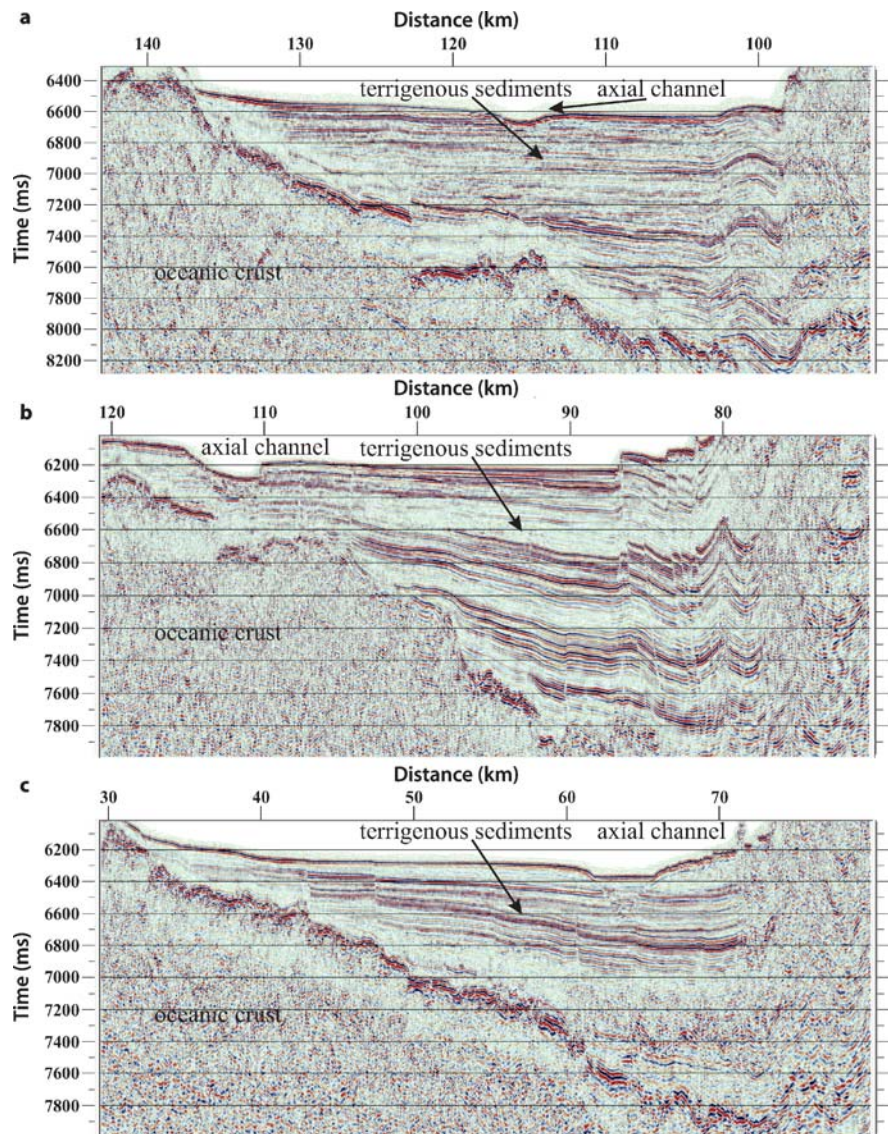 a
Distance (km)
140 130 120 110 100
terrigenous sediments axial channel
6400
6600
6800
7000
7200
7400
7600
7800
8000
8200
Time (ms)
oceanic crust
Distance (km)
b
120 110 100 90 80
axial channel terrigenous sediments
6200
6400
6600
6800
7000
7200
7400
7600
7800
Time (ms)
oceanic crust
Distance (km)
c
30 40 50 60 70
terrigenous sediments axial channel
6200
6400
6600
6800
7000
7200
7400
7600
7800
Time (ms)
oceanic crust